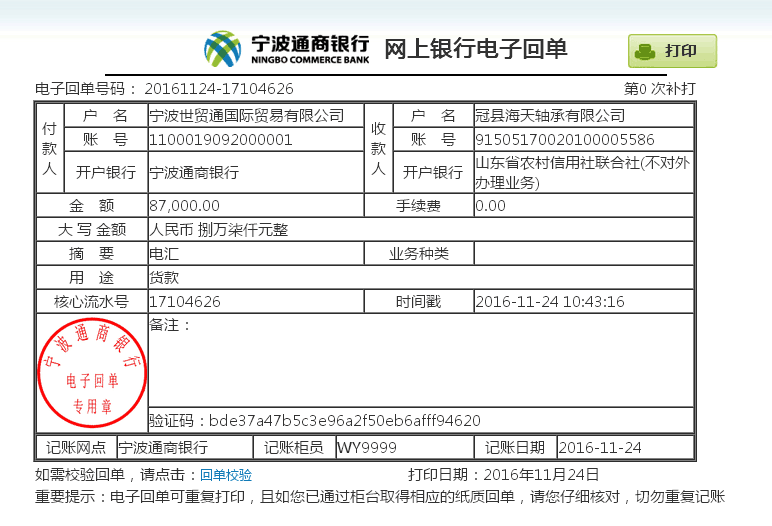 宁波通商银行
NINGBO COMMERCE BANK
网上银行电子回单
打印
电子回单号码： 20161124-17104626 第0 次补打
付款人 户 名 宁波世贸通国际贸易有限公司 收款人 户 名 冠县海天轴承有限公司
账 号 1100019092000001 账 号 91505170020100005586
开户银行 宁波通商银行 开户银行 山东省农村信用社联合社(不对外办理业务)
金 额 87,000.00 手续费 0.00
大 写 金额 人民币 捌万柒仟元整
摘 要 电汇 业务种类
用 途 货款
核心流水号 17104626 时间戳 2016-11-24 10:43:16
宁波通商银行
电子回单
专用章
备注：
验证码：bde37a47b5c3e96a2f50eb6afff94620
记账网点 宁波通商银行 记账柜员 WY9999 记账日期 2016-11-24
如需校验回单，请点击：回单校验 打印日期：2016年11月24日
重要提示：电子回单可重复打印，且如您已通过柜台取得相应的纸质回单，请您仔细核对，切勿重复记账